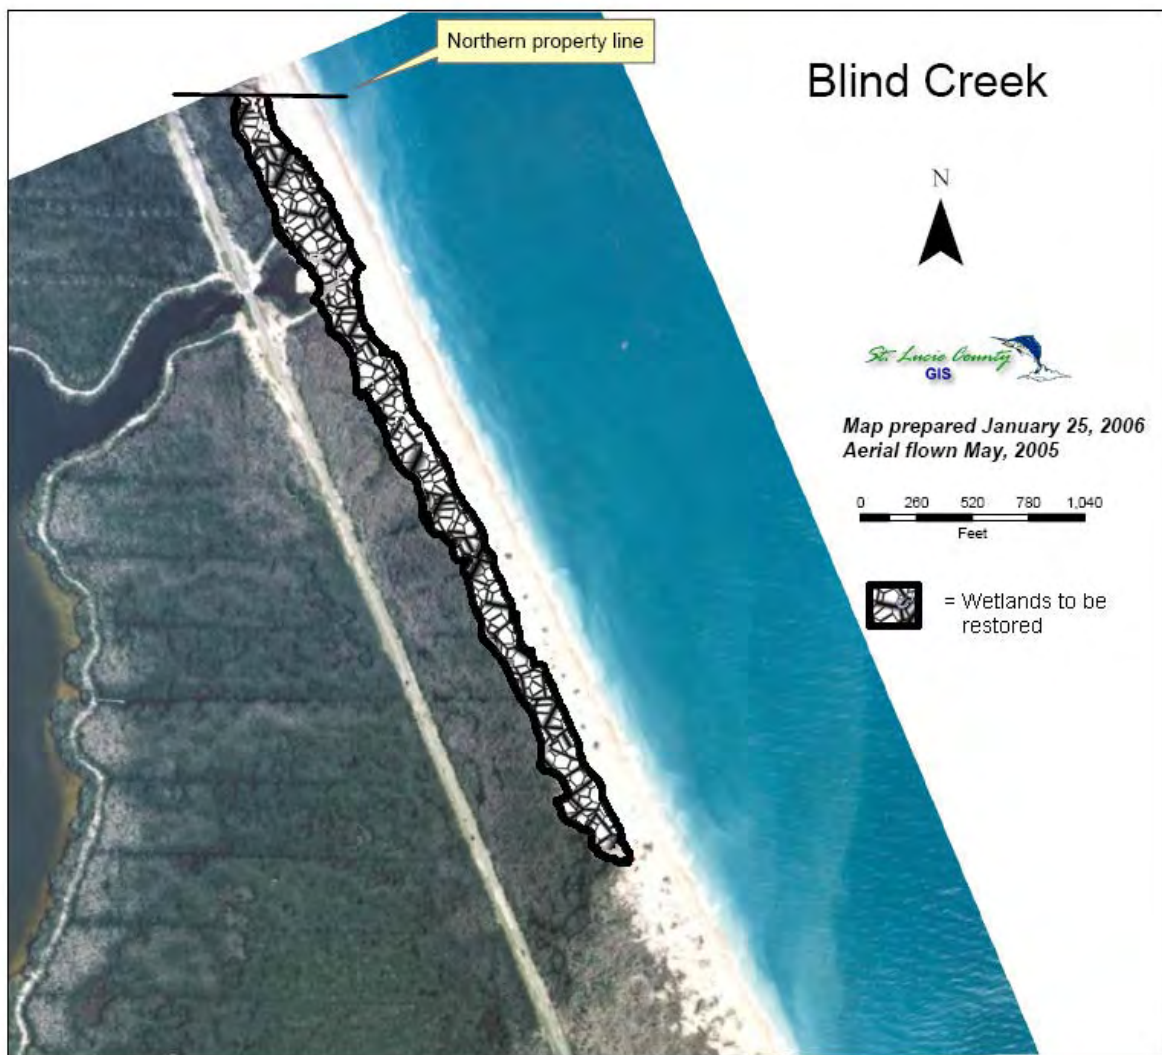 Northern property line
Blind Creek
N
St. Lucie County
GIS
Map prepared January 25, 2006
Aerial flown May, 2005
0 260 520 780 1,040
Feet
= Wetlands to be
restored